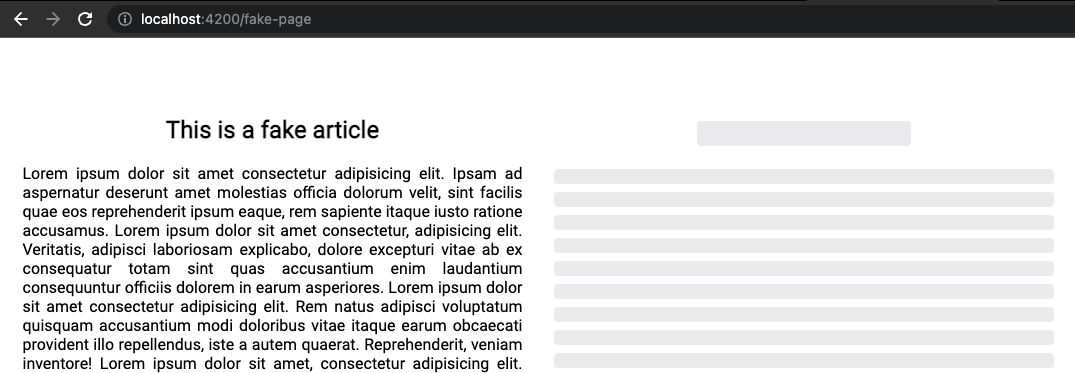 localhost:4200/fake-page
This is a fake article
Lorem ipsum dolor sit amet consectetur adipisicing elit. Ipsam ad
aspernatur deserunt amet molestias officia dolorum velit, sint facilis
quae eos reprehenderit ipsum eaque, rem sapiente itaque iusto ratione
accusamus. Lorem ipsum dolor sit amet consectetur, adipisicing elit.
Veritatis, adipisci laboriosam explicabo, dolore excepturi vitae ab ex
consequatur totam sint quas accusantium enim laudantium
consequuntur officiis dolorem in earum asperiores. Lorem ipsum dolor
sit amet consectetur adipisicing elit. Rem natus adipisci voluptatum
quisquam accusantium modi doloribus vitae itaque earum obcaecati
provident illo repellendus, iste a autem quaerat. Reprehenderit, veniam
inventore! Lorem ipsum dolor sit amet, consectetur adipisicing elit.